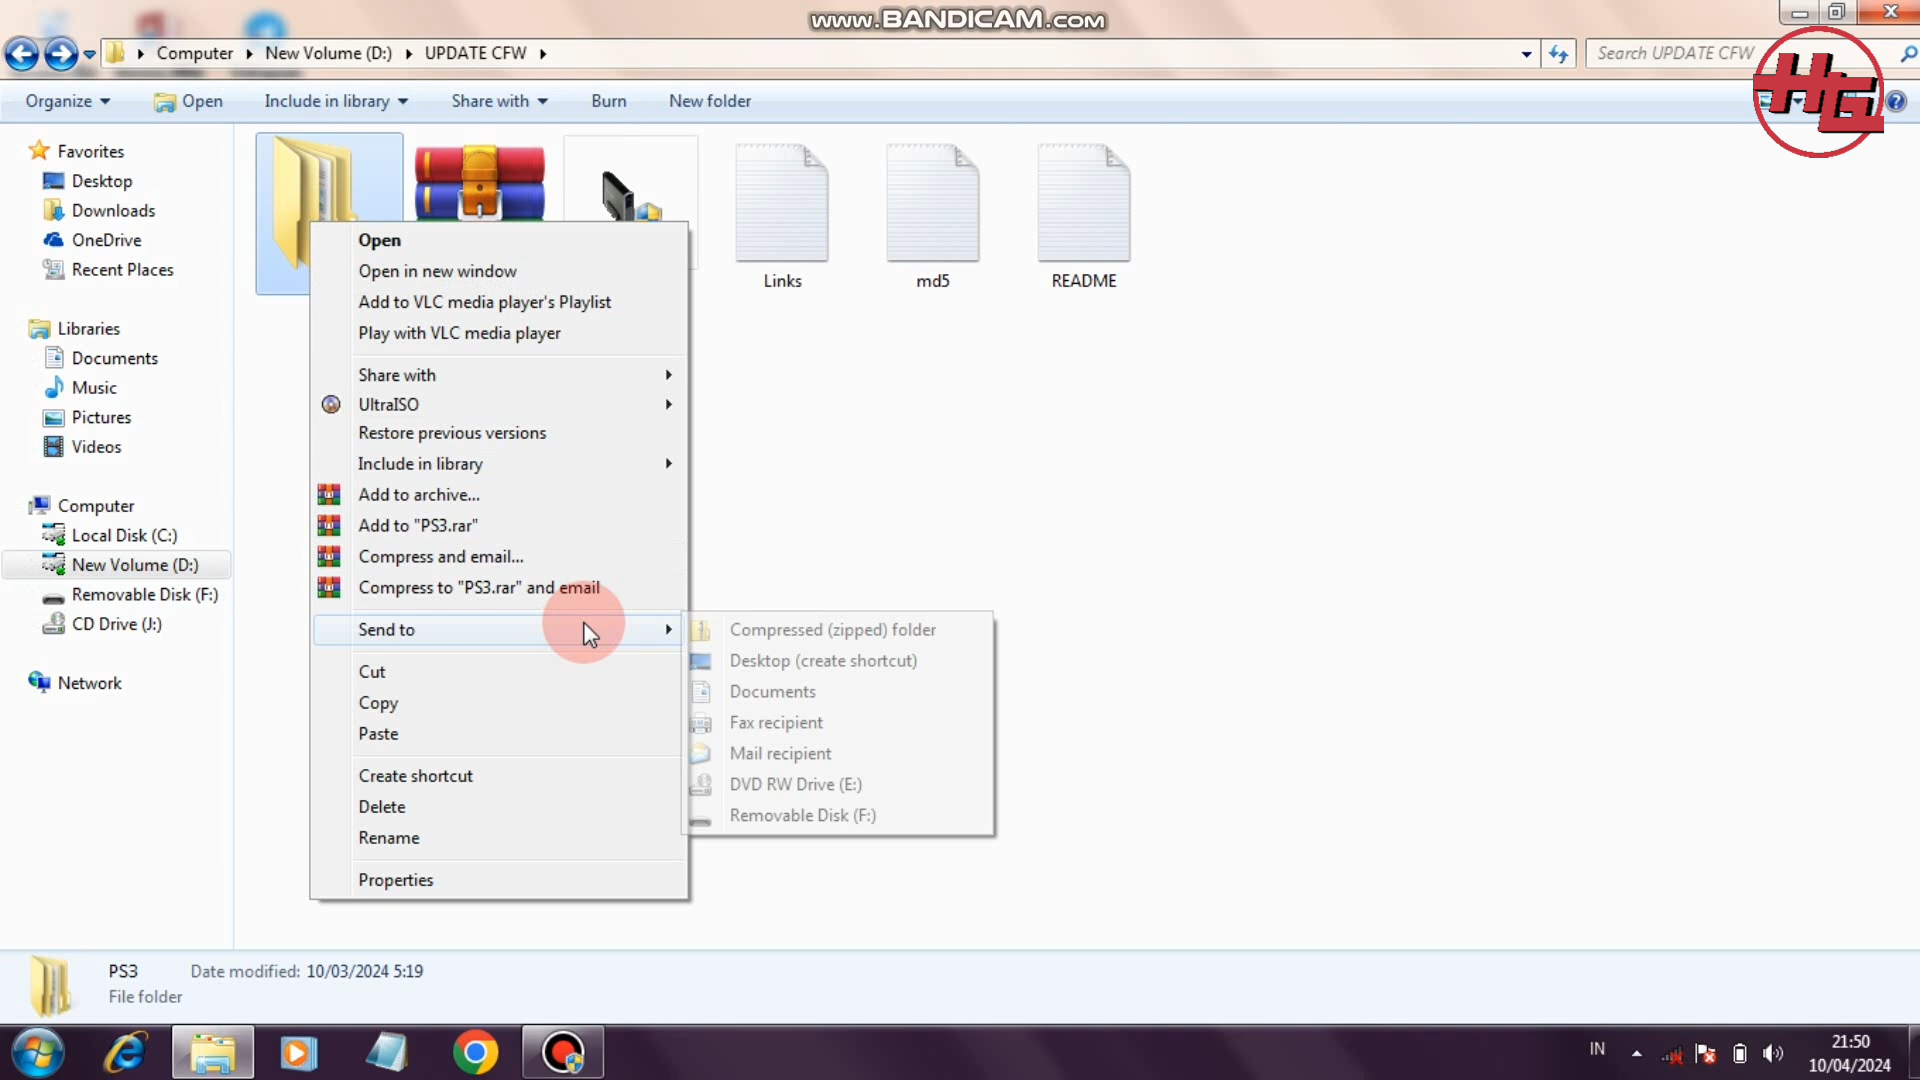 www.BANDICAM.com
Computer
New Volume (D:)
UPDATE CFW
Search UPDATE CFW
HG
Organize
Open
Include in library
Share with
Burn
New folder
Favorites
Desktop
Downloads
OneDrive
Recent Places
Libraries
Documents
Music
Pictures
Videos
Computer
Local Disk (C:)
New Volume (D:)
Removable Disk (F:)
CD Drive (J:)
Network
Links
md5
README
Open
Open in new window
Add to VLC media player's Playlist
Play with VLC media player
Share with
UltraISO
Restore previous versions
Include in library
Add to archive...
Add to "PS3.rar"
Compress and email...
Compress to "PS3.rar" and email
Send to
Cut
Copy
Paste
Create shortcut
Delete
Rename
Properties
Compressed (zipped) folder
Desktop (create shortcut)
Documents
Fax recipient
Mail recipient
DVD RW Drive (E:)
Removable Disk (F:)
PS3
Date modified: 10/03/2024 5:19
File folder
IN
21:50
10/04/2024